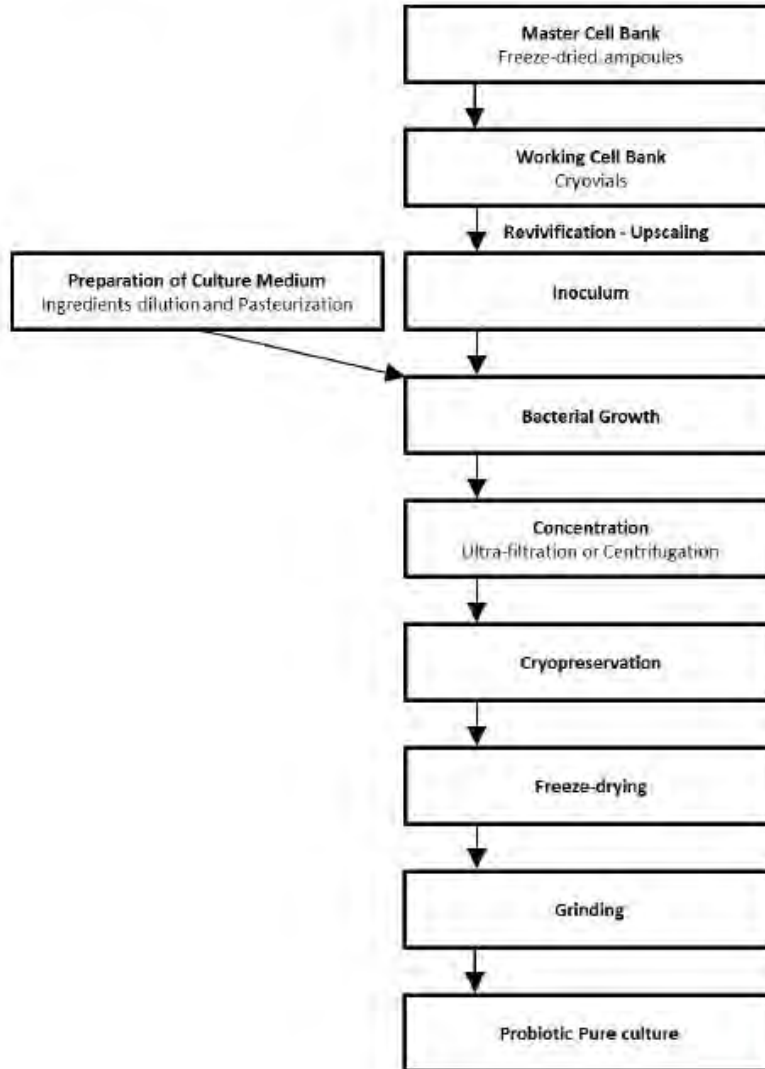 Master Cell Bank
Freeze-dried ampoules
Working Cell Bank
Cryovials
Revivification - Upscaling
Preparation of Culture Medium
Ingredients dilution and Pasteurization
Inoculum
Bacterial Growth
Concentration
Ultra-filtration or Centrifugation
Cryopreservation
Freeze-drying
Grinding
Probiotic Pure culture